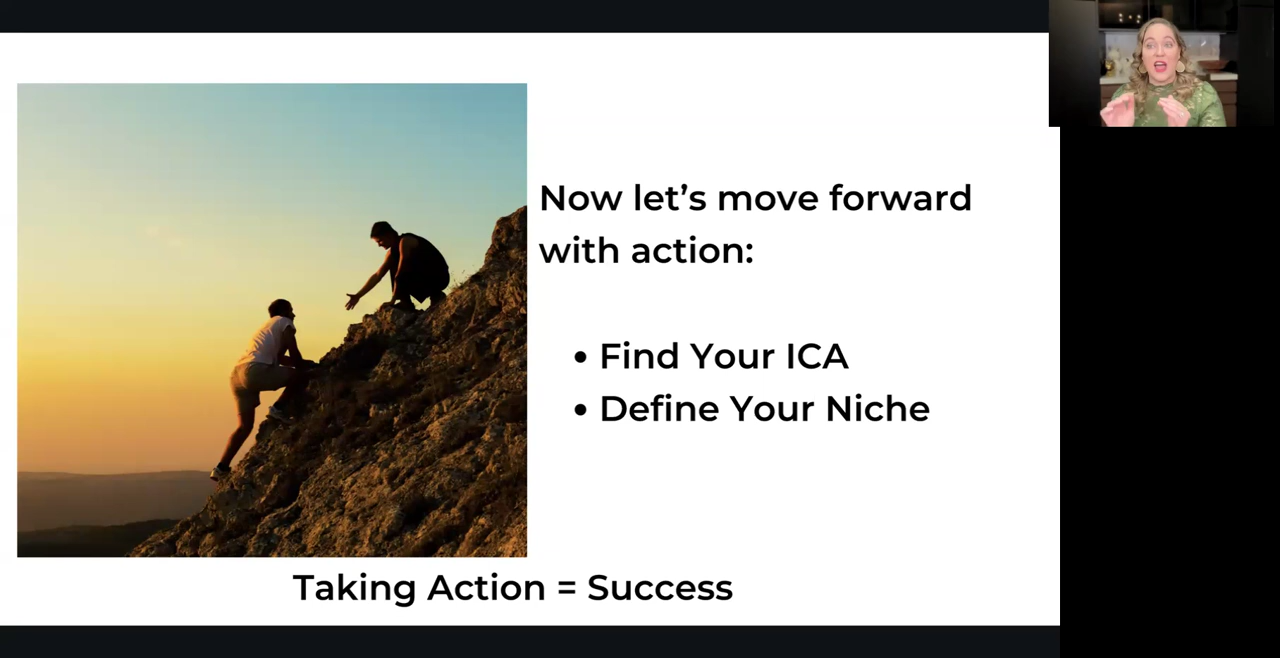 Now let’s move forward
with action:
• Find Your ICA
• Define Your Niche
Taking Action = Success